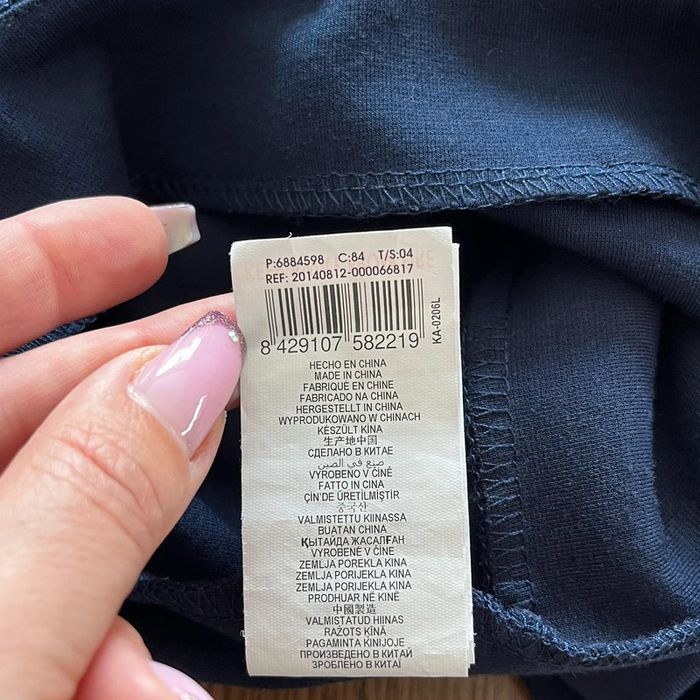 P:6884598 C:84 T/S:04
REF: 20140812-000066817
8 429107 582219
KA-0206L
HECHO EN CHINA
MADE IN CHINA
FABRIQUÉ EN CHINE
FABRICADO NA CHINA
HERGESTELLT IN CHINA
WYPRODUKOWANO W CHINACH
KÉSZÜLT KÍNA
生产地中国
СДЕЛАНО В КИТАЕ
صنع في الصين
VYROBENO V ČÍNĚ
FATTO IN CINA
ÇİN'DE ÜRETİLMİŞTİR
중국산
VALMISTETTU KIINASSA
BUATAN CHINA
ҚЫТАЙДА ЖАСАЛҒАН
VYROBENÉ V ČÍNE
ZEMLJA POREKLA KINA
ZEMLJA PORIJEKLA KINA
ZEMLJA PORIJEKLA KINA
PRODHUAR NË KINË
中國製造
VALMISTATUD HIINAS
RAŽOTS ĶĪNĀ
PAGAMINTA KINIJOJE
ПРОИЗВЕДЕНО В КИТАЙ
ЗРОБЛЕНО В КИТАЇ